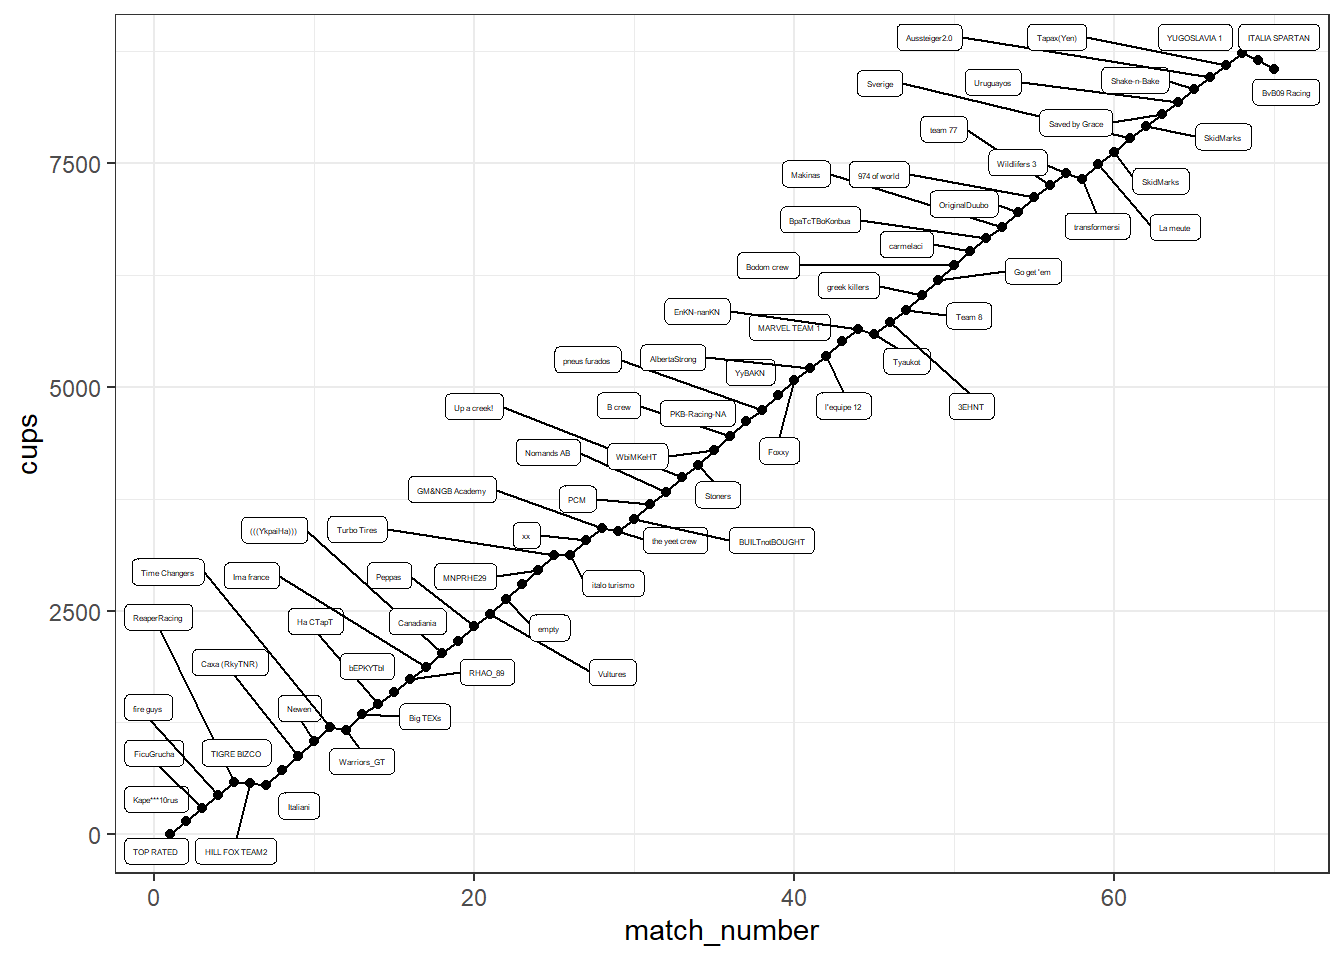 Aussteiger2.0
Tapax(Yen)
YUGOSLAVIA 1
ITALIA SPARTAN
Sverige
Uruguayos
Shake-n-Bake
BvB09 Racing
team 77
Saved by Grace
SkidMarks
7500
Makinas
974 of world
Wildlifers 3
SkidMarks
BpaTcTBoKonbua
OriginalDuubo
transformersi
La meute
carmelaci
Bodom crew
Go get 'em
greek killers
EnKN-nanKN
MARVEL TEAM 1
Team 8
pneus furados
AlbertaStrong
YyBAKN
Tyaukot
5000
Up a creek!
B crew
PKB-Racing-NA
l''equipe 12
3EHNT
cups
Nomands AB
WbiMKeHT
Foxxy
GM&NGB Academy
PCM
Stoners
(((YkpaiHa)))
Turbo Tires
xx
the yeet crew
BUILTnotBOUGHT
Time Changers
Ima france
Peppas
MNPRHE29
italo turismo
2500
ReaperRacing
Ha CTapT
Canadiania
empty
Caxa (RkyTNR)
bEPKYTbI
RHAO_89
Vultures
fire guys
Newen
Big TEXs
FicuGrucha
TIGRE BIZCO
Warriors_GT
Kape***10rus
Italiani
0
TOP RATED
HILL FOX TEAM2
0
20
40
60
match_number